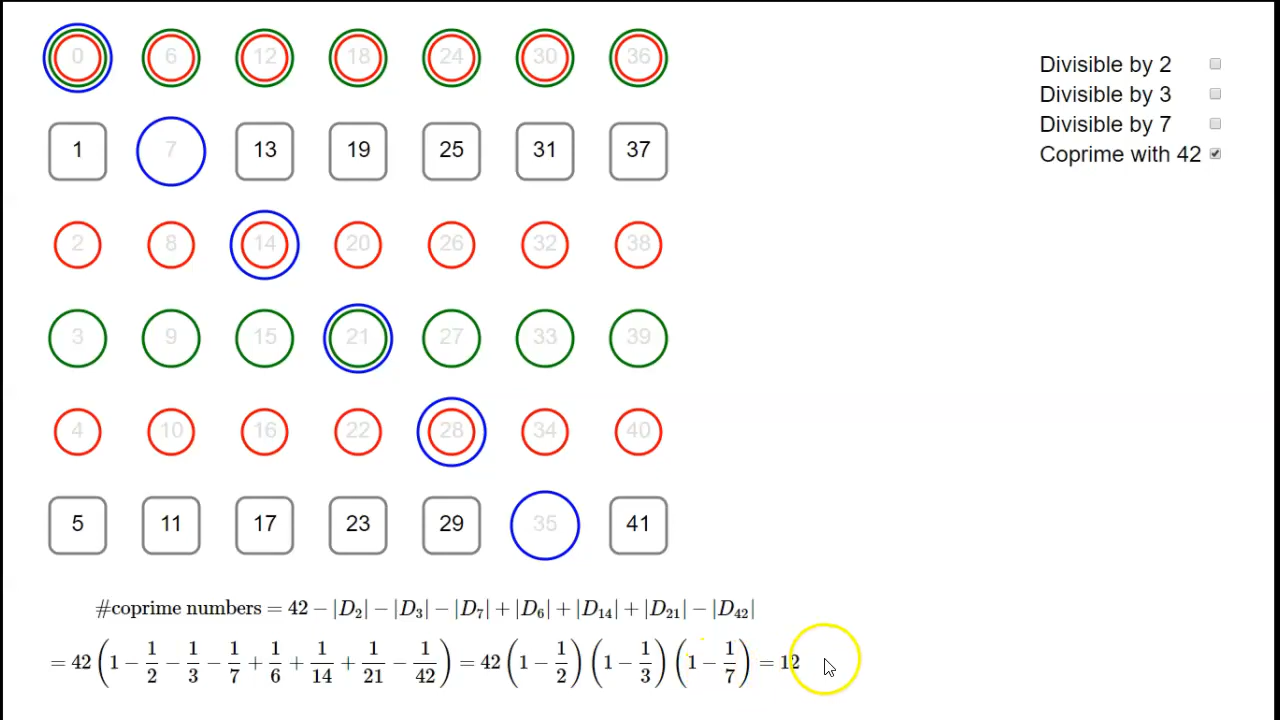 0 6 12 18 24 30 36
1 7 13 19 25 31 37
2 8 14 20 26 32 38
3 9 15 21 27 33 39
4 10 16 22 28 34 40
5 11 17 23 29 35 41
Divisible by 2
Divisible by 3
Divisible by 7
Coprime with 42
#coprime numbers = 42 − |D₂| − |D₃| − |D₇| + |D₆| + |D₁₄| + |D₂₁| − |D₄₂|
= 42 (1 − 1/2 − 1/3 − 1/7 + 1/6 + 1/14 + 1/21 − 1/42) = 42 (1 − 1/2) (1 − 1/3) (1 − 1/7) = 12